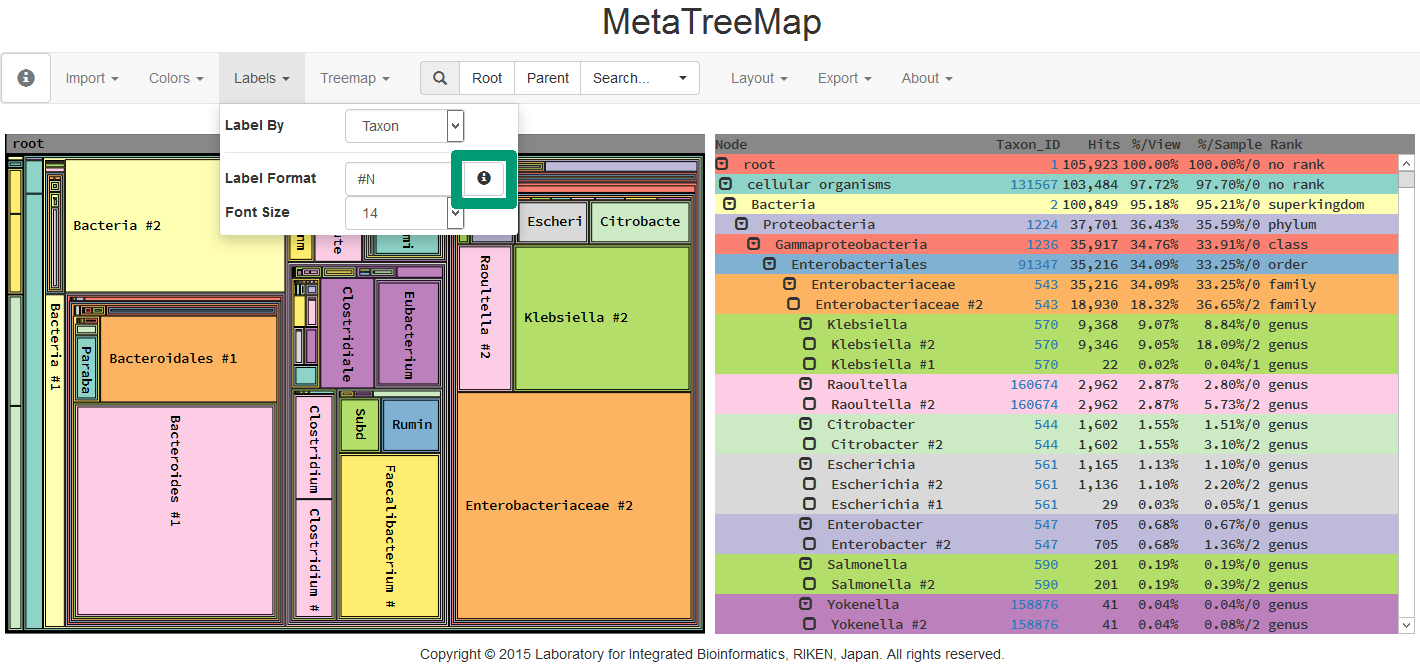 MetaTreeMap
Import Colors Labels Treemap Root Parent Search... Layout Export About
Label By Taxon
Label Format #N
Font Size 14
root
Bacteria #2
Bacteria #1
Paraba
Bacteroidales #1
Bacteroides #1
Clostridiale
Eubacterium
Clostridium
Clostridium #
Subd
Rumin
Faecalibacterium #
Escheri
Citrobacte
Raoultella #2
Klebsiella #2
Enterobacteriaceae #2
Node Taxon_ID Hits %/View %/Sample Rank
root 1 105,923 100.00% 100.00%/0 no rank
cellular organisms 131567 103,484 97.72% 97.70%/0 no rank
Bacteria 2 100,849 95.18% 95.21%/0 superkingdom
Proteobacteria 1224 37,701 36.43% 35.59%/0 phylum
Gammaproteobacteria 1236 35,917 34.76% 33.91%/0 class
Enterobacteriales 91347 35,216 34.09% 33.25%/0 order
Enterobacteriaceae 543 35,216 34.09% 33.25%/0 family
Enterobacteriaceae #2 543 18,930 18.32% 36.65%/2 family
Klebsiella 570 9,368 9.07% 8.84%/0 genus
Klebsiella #2 570 9,346 9.05% 18.09%/2 genus
Klebsiella #1 570 22 0.02% 0.04%/1 genus
Raoultella 160674 2,962 2.87% 2.80%/0 genus
Raoultella #2 160674 2,962 2.87% 5.73%/2 genus
Citrobacter 544 1,602 1.55% 1.51%/0 genus
Citrobacter #2 544 1,602 1.55% 3.10%/2 genus
Escherichia 561 1,165 1.13% 1.10%/0 genus
Escherichia #2 561 1,136 1.10% 2.20%/2 genus
Escherichia #1 561 29 0.03% 0.05%/1 genus
Enterobacter 547 705 0.68% 0.67%/0 genus
Enterobacter #2 547 705 0.68% 1.36%/2 genus
Salmonella 590 201 0.19% 0.19%/0 genus
Salmonella #2 590 201 0.19% 0.39%/2 genus
Yokenella 158876 41 0.04% 0.04%/0 genus
Yokenella #2 158876 41 0.04% 0.08%/2 genus
Copyright © 2015 Laboratory for Integrated Bioinformatics, RIKEN, Japan. All rights reserved.